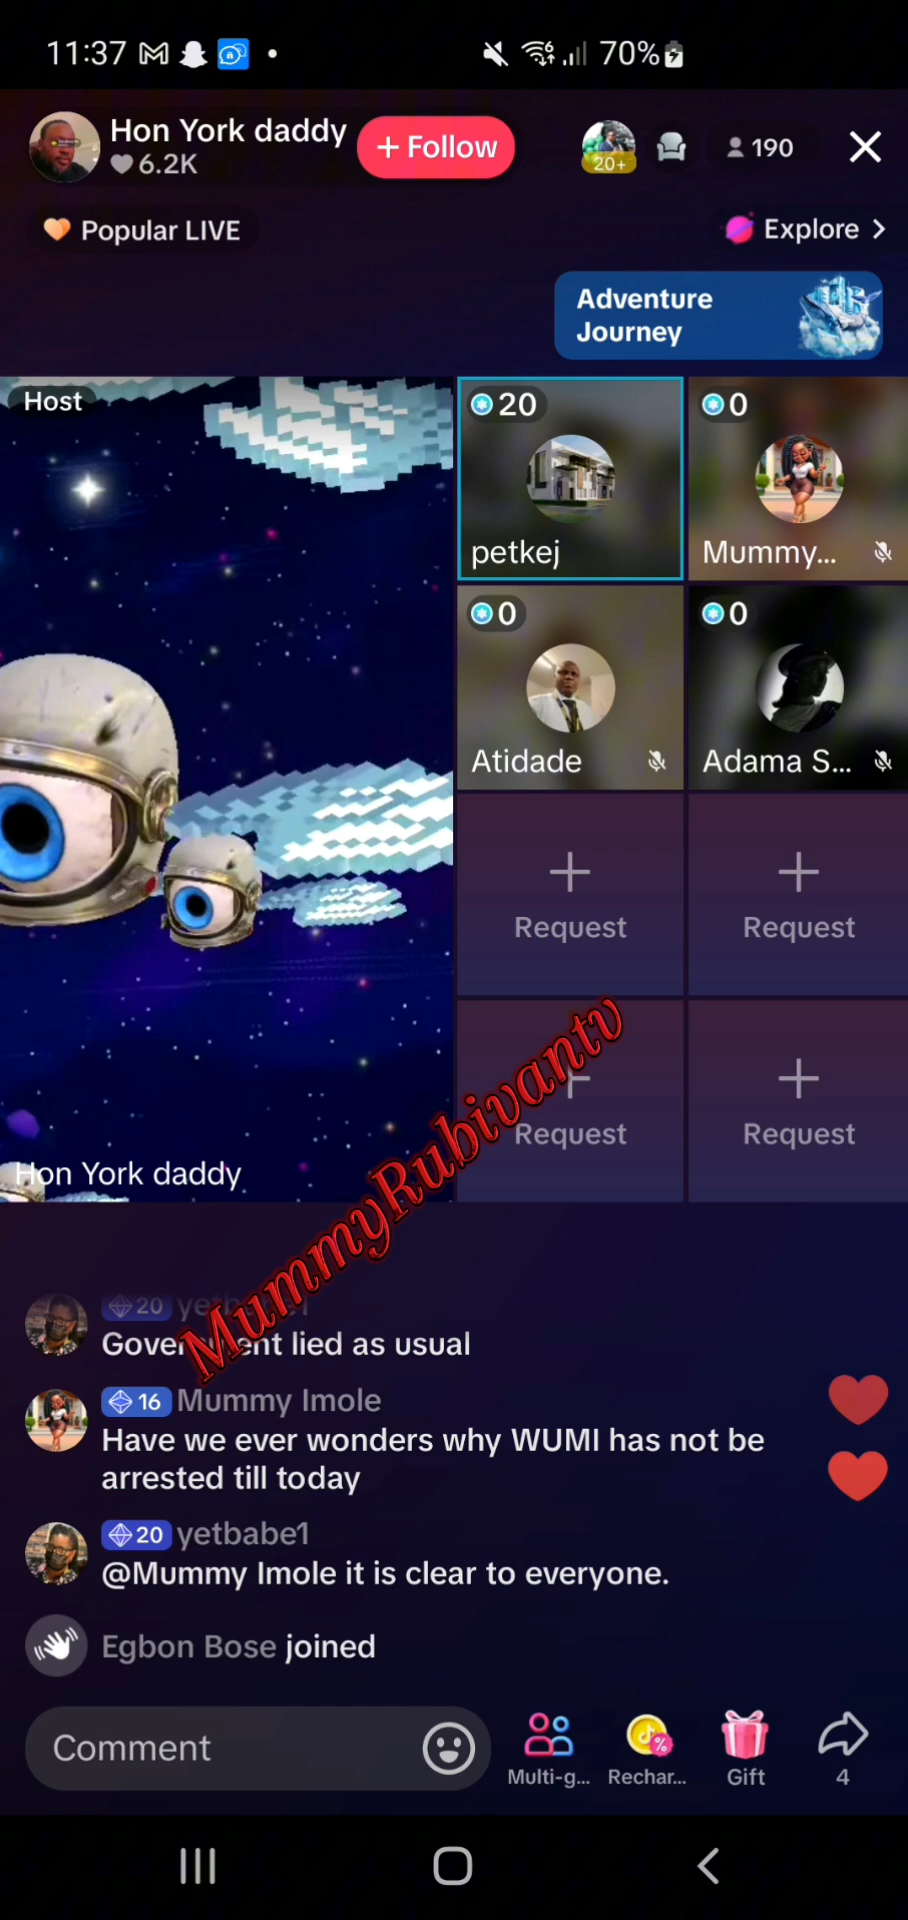 11:37
70%
Hon York daddy
6.2K
+ Follow
20+
190
Popular LIVE
Explore >
Adventure
Journey
Host
20
petkej
0
Mummy...
0
Atidade
0
Adama S...
Request
Request
Request
Request
Hon York daddy
MummyRubivantv
20 yetbabe1
Government lied as usual
16 Mummy Imole
Have we ever wonders why WUMI has not be
arrested till today
20 yetbabe1
@Mummy Imole it is clear to everyone.
Egbon Bose joined
Comment
Multi-g...
Rechar...
Gift
4